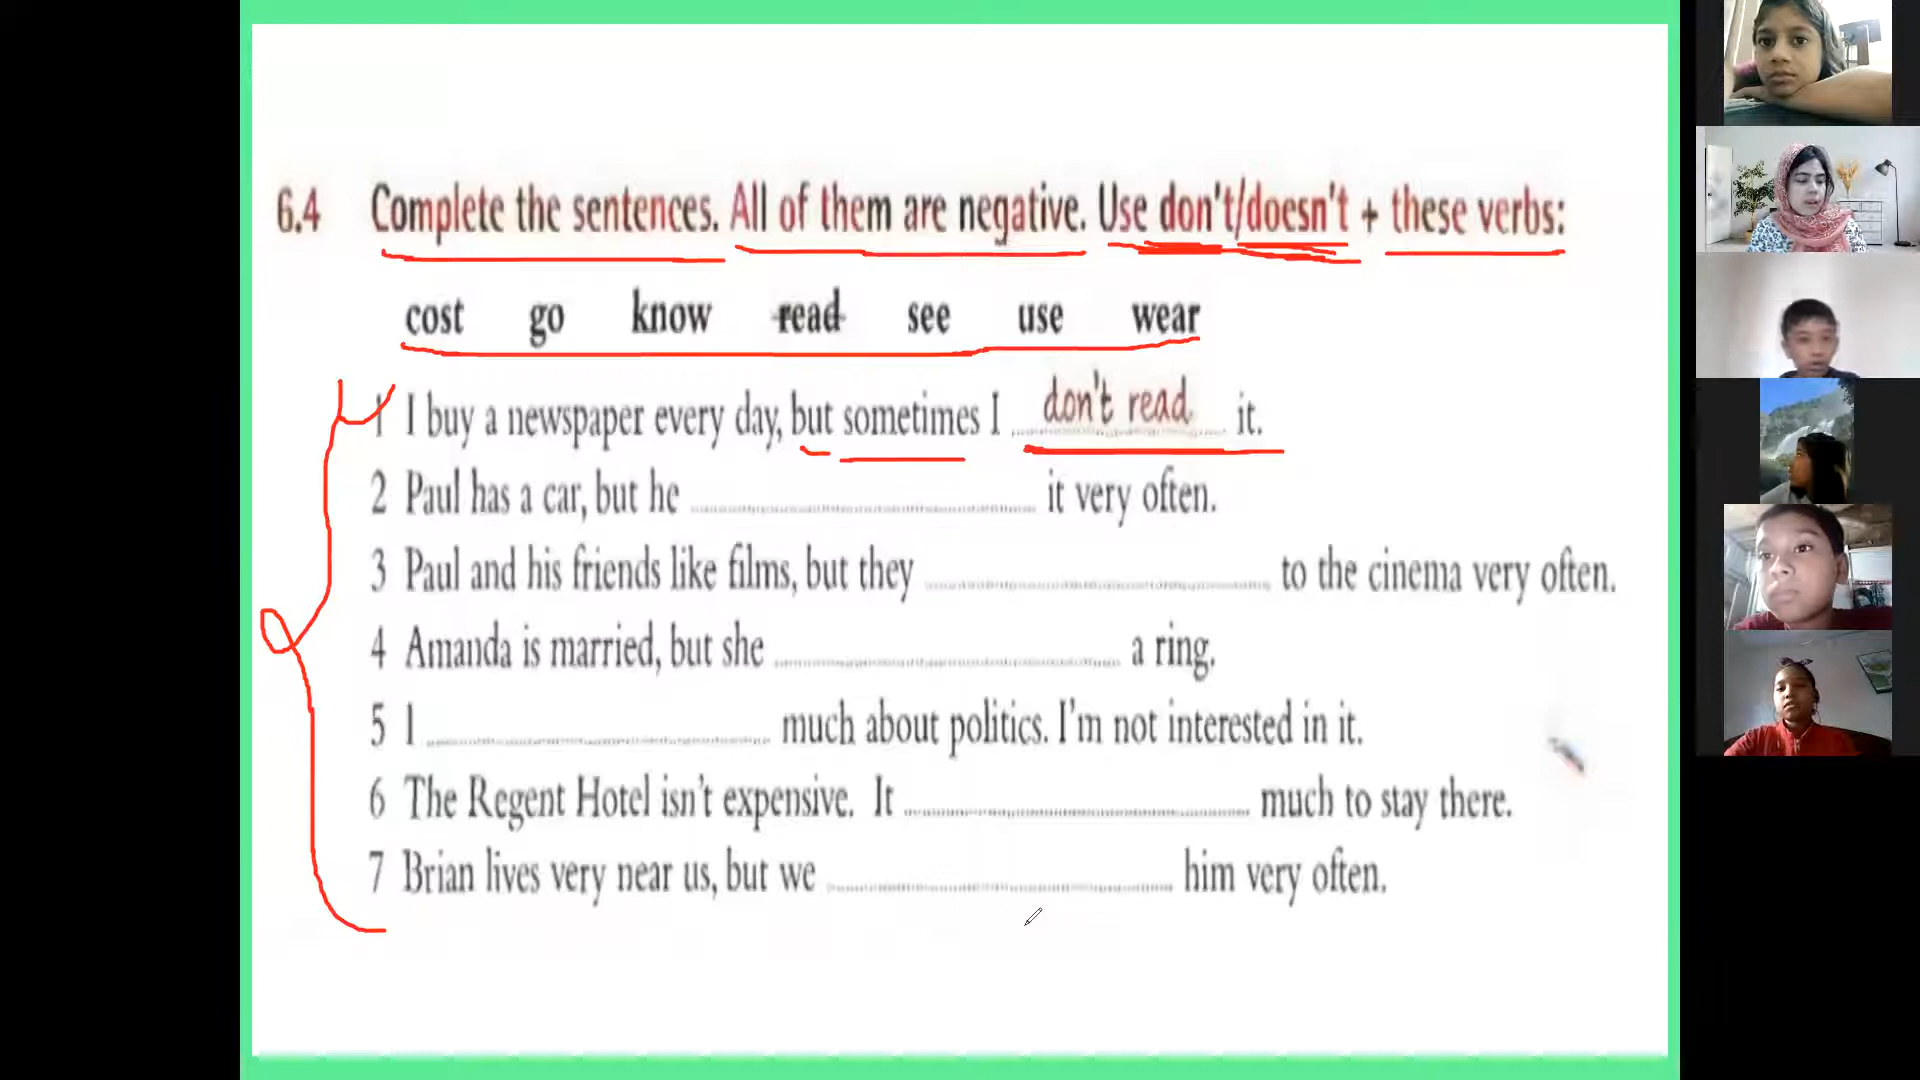 6.4 Complete the sentences. All of them are negative. Use don't/doesn't + these verbs:
cost go know read see use wear
1 I buy a newspaper every day, but sometimes I don't read it.
2 Paul has a car, but he ........ it very often.
3 Paul and his friends like films, but they ........ to the cinema very often.
4 Amanda is married, but she ........ a ring.
5 I ........ much about politics. I'm not interested in it.
6 The Regent Hotel isn't expensive. It ........ much to stay there.
7 Brian lives very near us, but we ........ him very often.